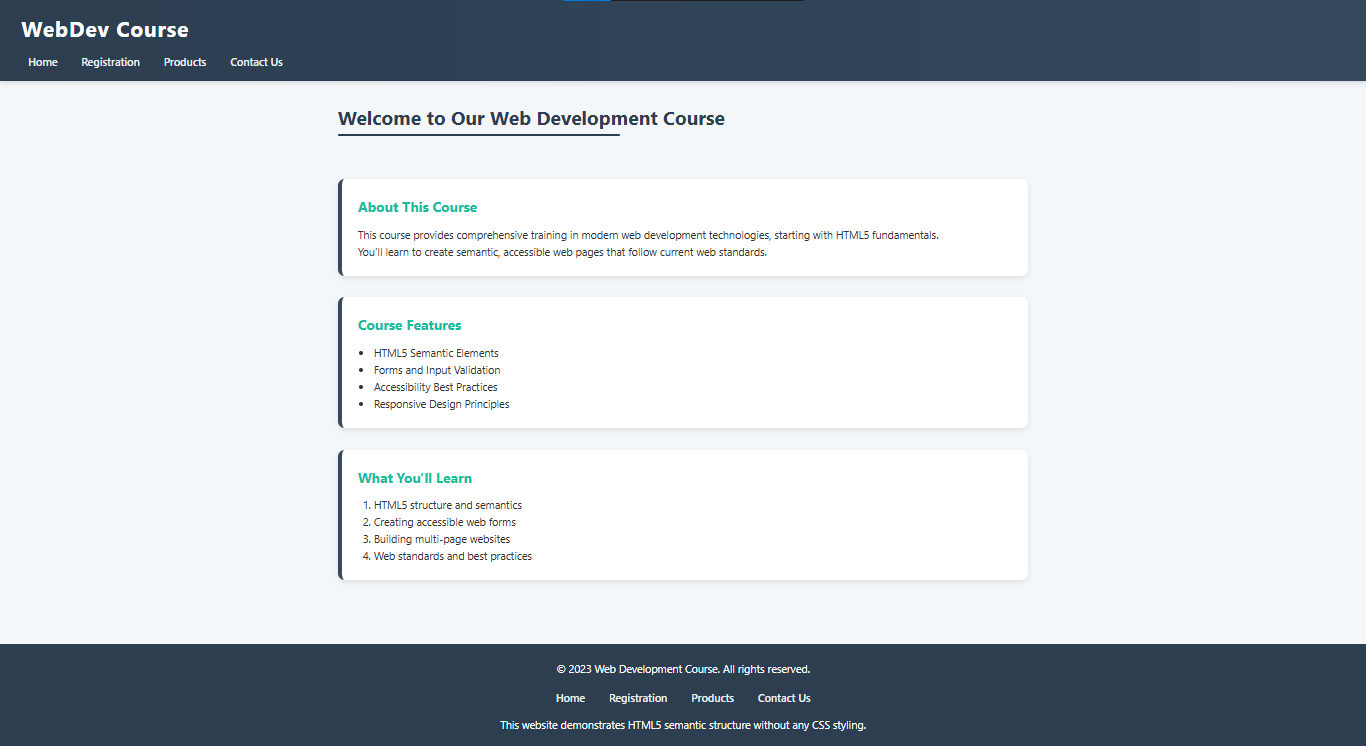 WebDev Course
Home Registration Products Contact Us
Welcome to Our Web Development Course
About This Course
This course provides comprehensive training in modern web development technologies, starting with HTML5 fundamentals.
You'll learn to create semantic, accessible web pages that follow current web standards.
Course Features
• HTML5 Semantic Elements
• Forms and Input Validation
• Accessibility Best Practices
• Responsive Design Principles
What You'll Learn
1. HTML5 structure and semantics
2. Creating accessible web forms
3. Building multi-page websites
4. Web standards and best practices
© 2023 Web Development Course. All rights reserved.
Home Registration Products Contact Us
This website demonstrates HTML5 semantic structure without any CSS styling.